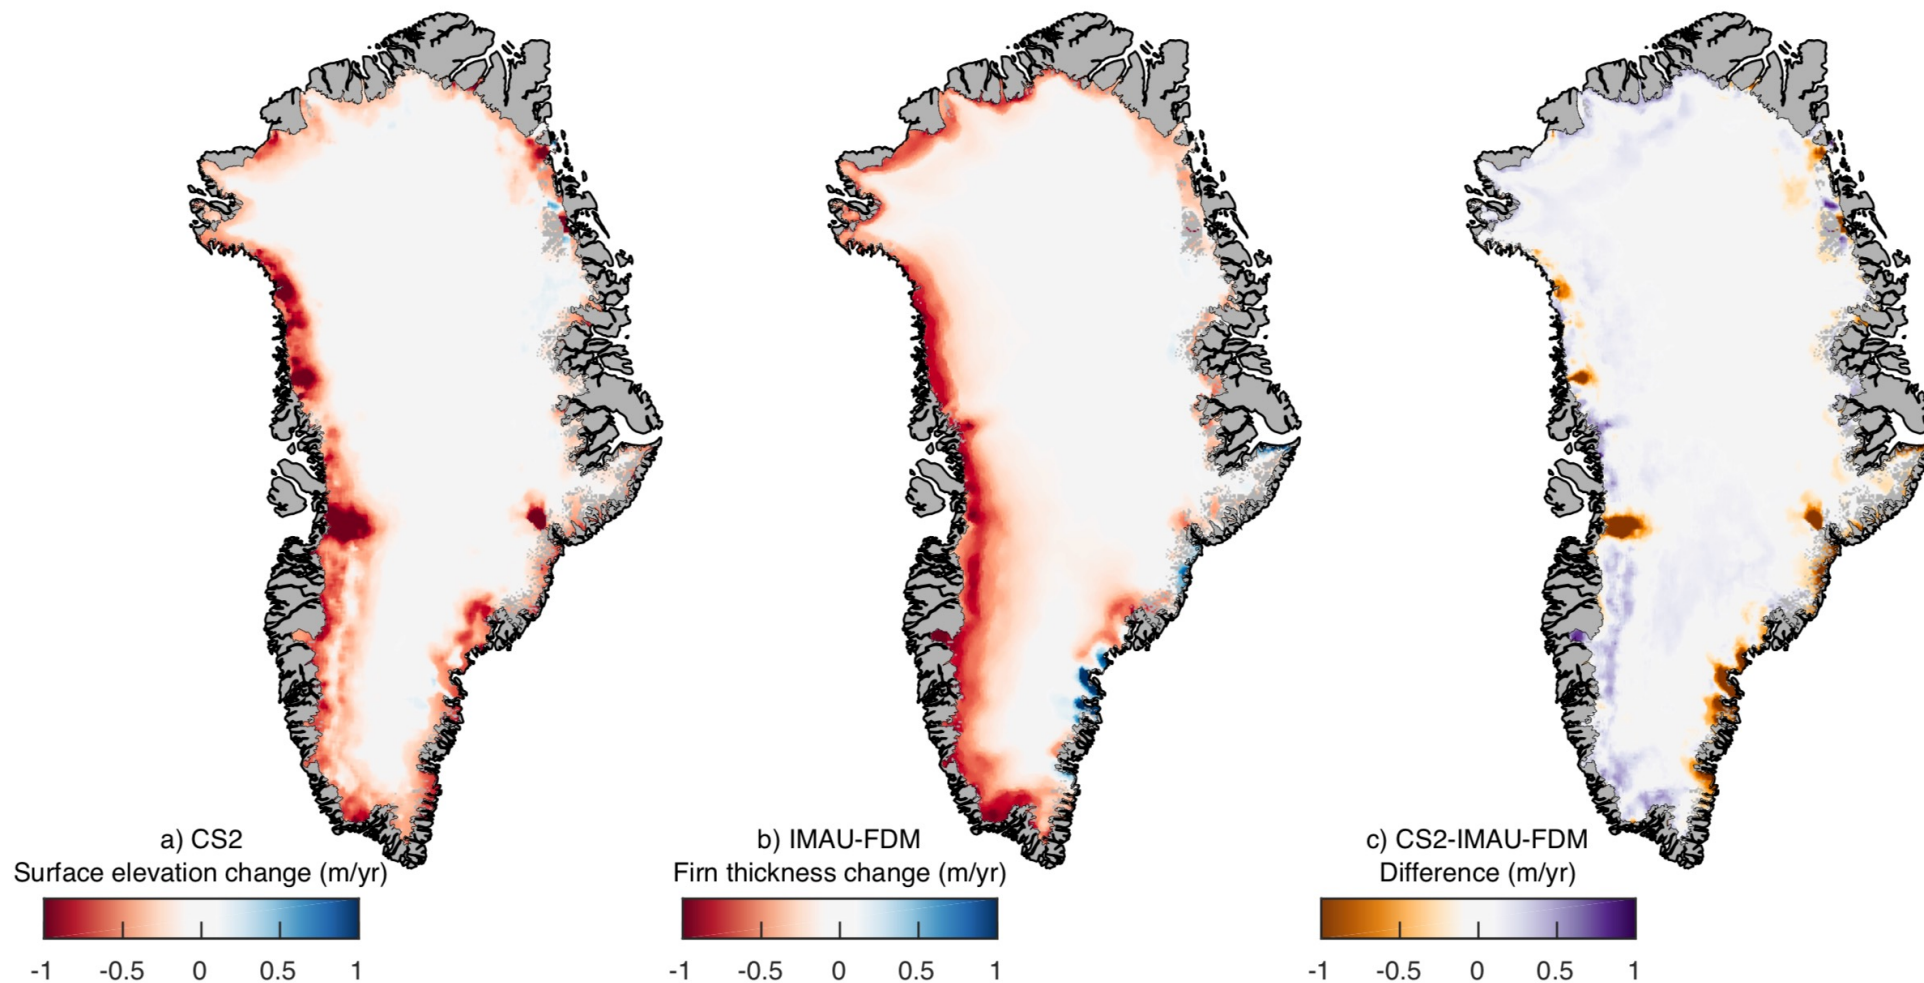 a) CS2
Surface elevation change (m/yr)
-1 -0.5 0 0.5 1
b) IMAU-FDM
Firn thickness change (m/yr)
-1 -0.5 0 0.5 1
c) CS2-IMAU-FDM
Difference (m/yr)
-1 -0.5 0 0.5 1